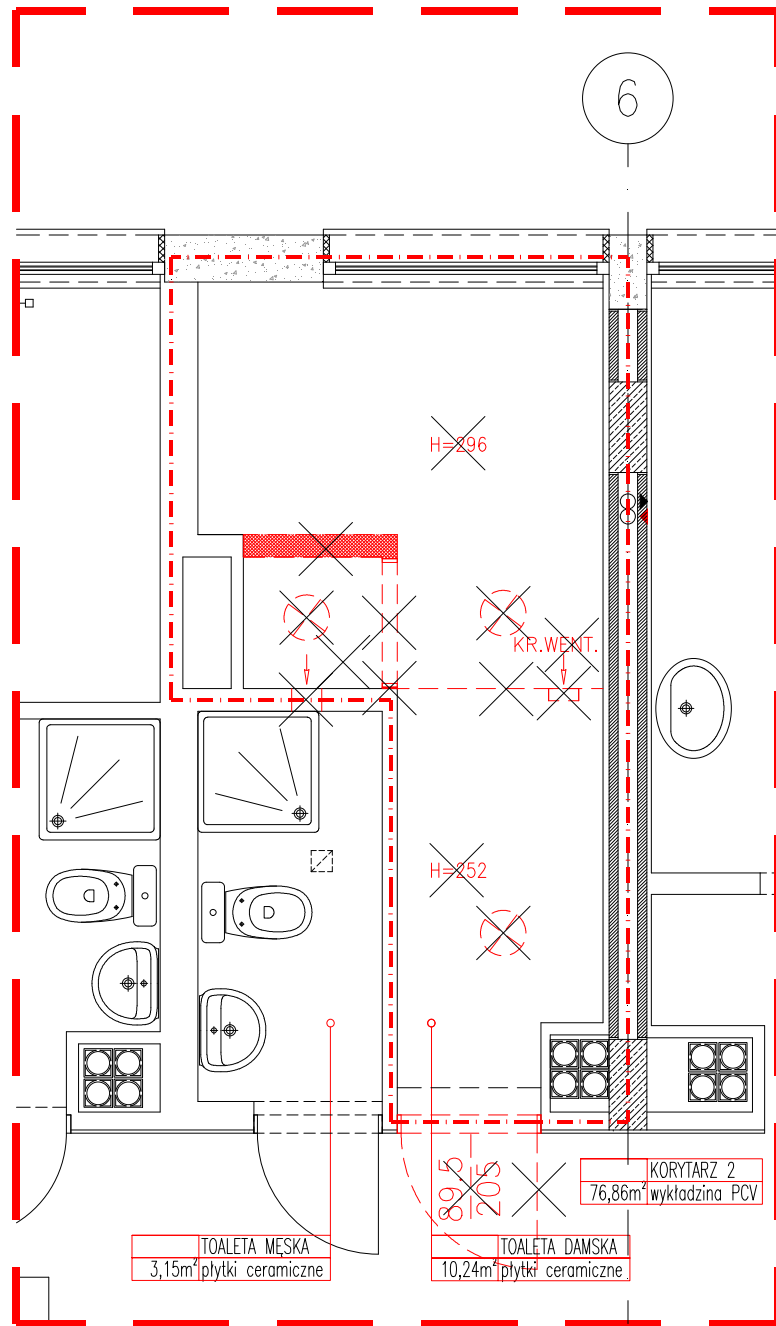 6
H=296
KR.WENT.
H=252
89,5
205
KORYTARZ 2
76,86m² wykładzina PCV
TOALETA MĘSKA
3,15m² płytki ceramiczne
TOALETA DAMSKA
10,24m² płytki ceramiczne